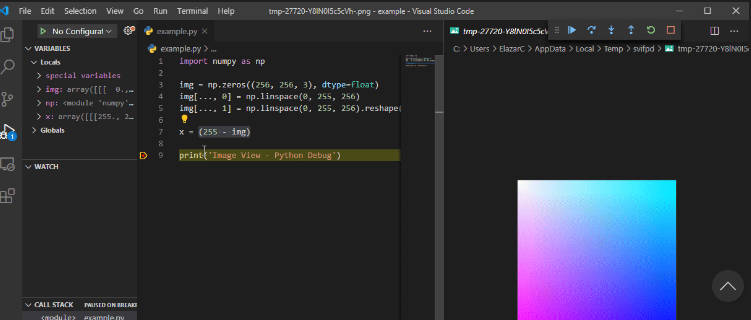 File Edit Selection View Go Run Terminal Help
tmp-27720-Y8lN0I5c5cVh-.png - example - Visual Studio Code
No Configurat
VARIABLES
Locals
special variables
img: array([[[ 0.,
np: <module 'numpy'
x: array([[[255., 2
Globals
WATCH
CALL STACK PAUSED ON BREAK
<module> example.py
example.py
example.py > ...
1 import numpy as np
2
3 img = np.zeros((256, 256, 3), dtype=float)
4 img[..., 0] = np.linspace(0, 255, 256)
5 img[..., 1] = np.linspace(0, 255, 256).reshape(
6
7 x = (255 - img)
8
9 print('Image View - Python Debug')
tmp-27720-Y8lN0I5c5c
C: > Users > ElazarC > AppData > Local > Temp > svifpd > tmp-27720-Y8lN0I5c5cVh
1